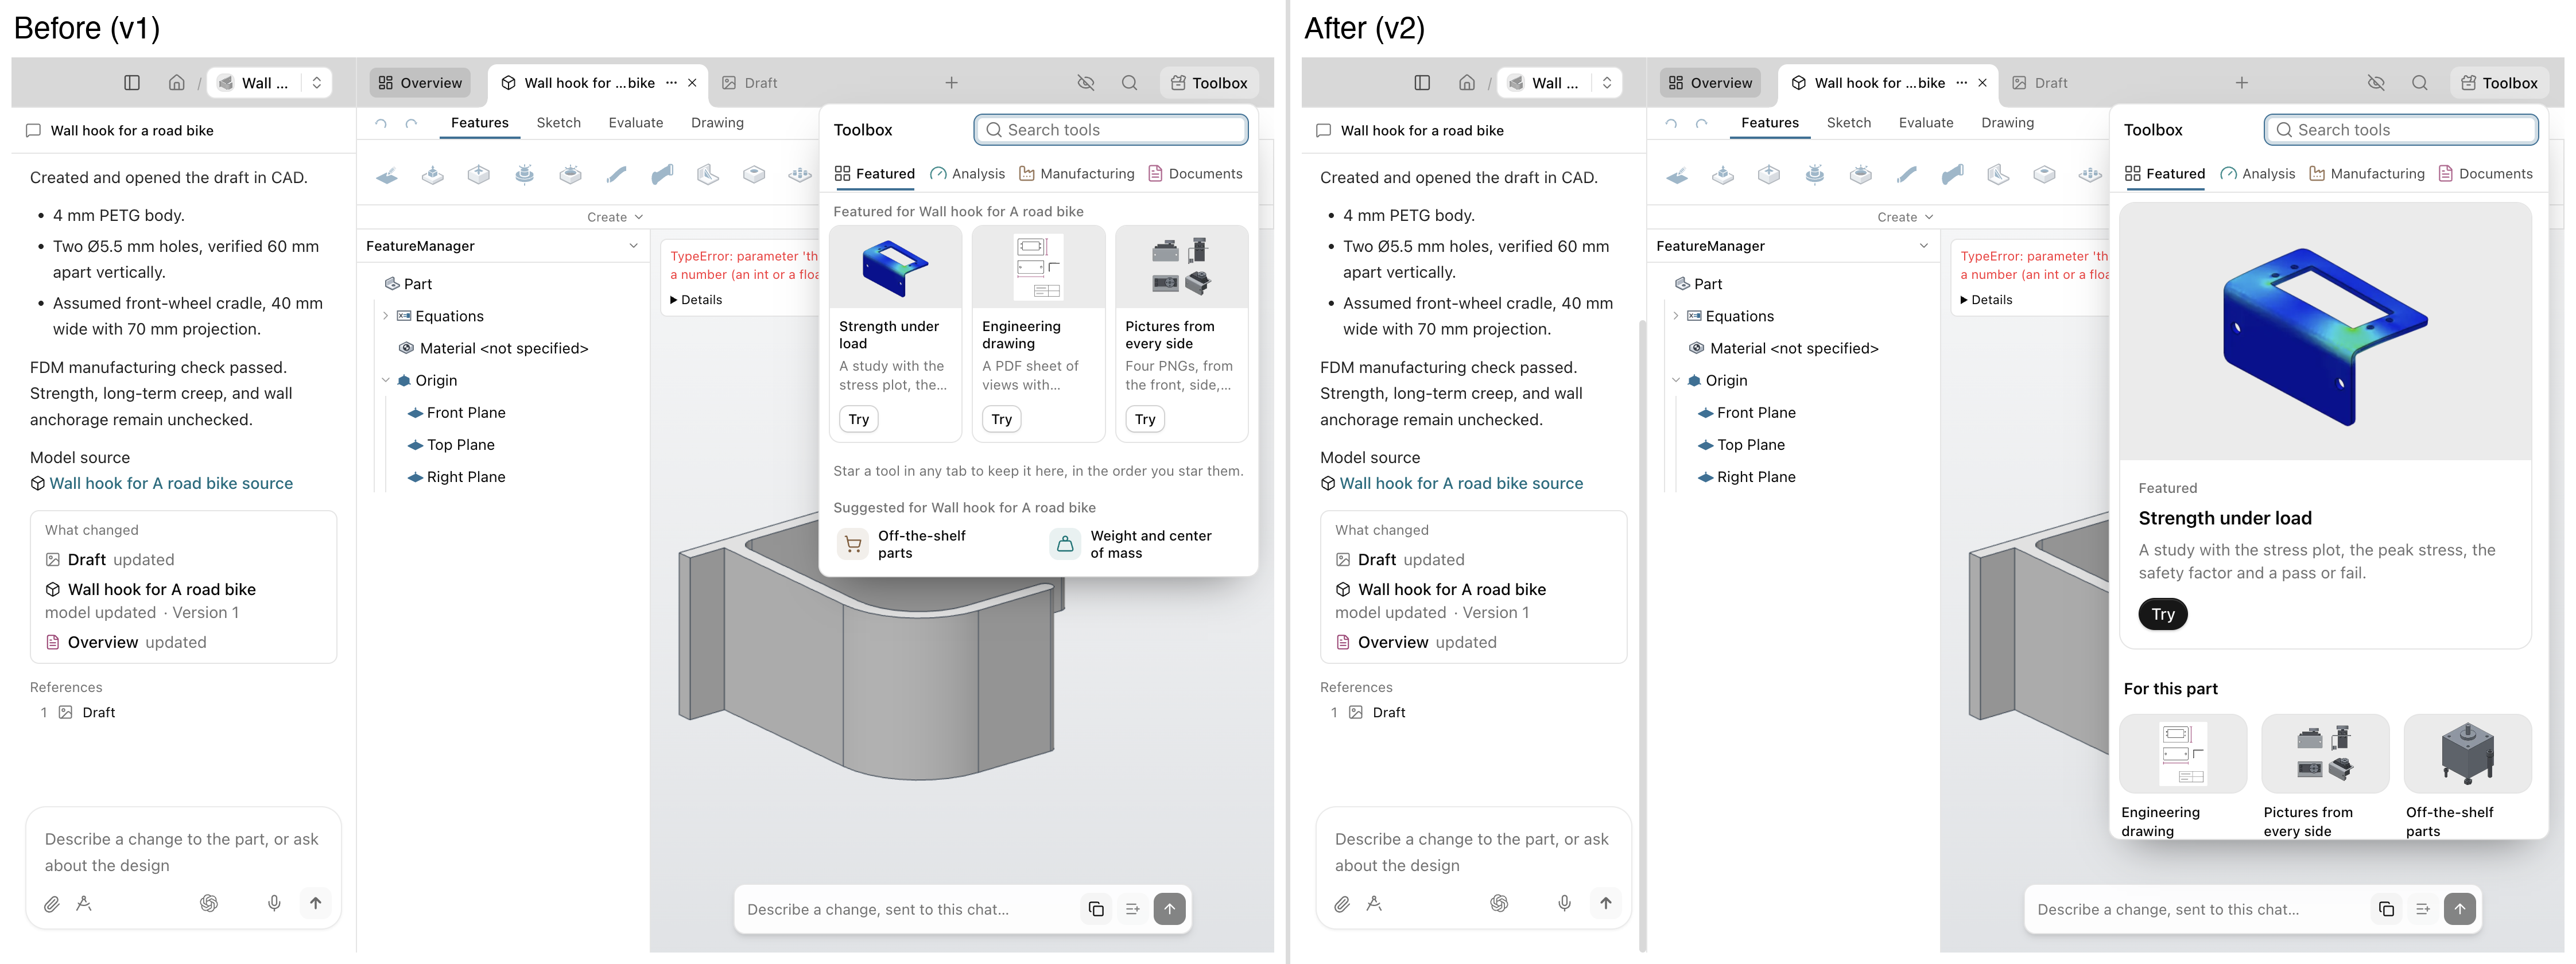 Before (v1)
Wall ...
Overview
Wall hook for ...bike
Draft
Toolbox
Wall hook for a road bike
Created and opened the draft in CAD.
• 4 mm PETG body.
• Two Ø5.5 mm holes, verified 60 mm
apart vertically.
• Assumed front-wheel cradle, 40 mm
wide with 70 mm projection.
FDM manufacturing check passed.
Strength, long-term creep, and wall
anchorage remain unchecked.
Model source
Wall hook for A road bike source
What changed
Draft updated
Wall hook for A road bike
model updated · Version 1
Overview updated
References
1 Draft
Describe a change to the part, or ask
about the design
Features Sketch Evaluate Drawing
Create
FeatureManager
Part
Equations
Material <not specified>
Origin
Front Plane
Top Plane
Right Plane
TypeError: parameter 'th
a number (an int or a floa
Details
Toolbox
Search tools
Featured Analysis Manufacturing Documents
Featured for Wall hook for A road bike
Strength under
load
A study with the
stress plot, the...
Try
Engineering
drawing
A PDF sheet of
views with...
Try
Pictures from
every side
Four PNGs, from
the front, side,...
Try
Star a tool in any tab to keep it here, in the order you star them.
Suggested for Wall hook for A road bike
Off-the-shelf
parts
Weight and center
of mass
Describe a change, sent to this chat...
After (v2)
Wall ...
Overview
Wall hook for ...bike
Draft
Toolbox
Wall hook for a road bike
Created and opened the draft in CAD.
• 4 mm PETG body.
• Two Ø5.5 mm holes, verified 60 mm
apart vertically.
• Assumed front-wheel cradle, 40 mm
wide with 70 mm projection.
FDM manufacturing check passed.
Strength, long-term creep, and wall
anchorage remain unchecked.
Model source
Wall hook for A road bike source
What changed
Draft updated
Wall hook for A road bike
model updated · Version 1
Overview updated
References
1 Draft
Describe a change to the part, or ask
about the design
Features Sketch Evaluate Drawing
Create
FeatureManager
Part
Equations
Material <not specified>
Origin
Front Plane
Top Plane
Right Plane
TypeError: parameter 'th
a number (an int or a floa
Details
Toolbox
Search tools
Featured Analysis Manufacturing Documents
Featured
Strength under load
A study with the stress plot, the peak stress, the
safety factor and a pass or fail.
Try
For this part
Engineering
drawing
Pictures from
every side
Off-the-shelf
parts
Describe a change, sent to this chat...